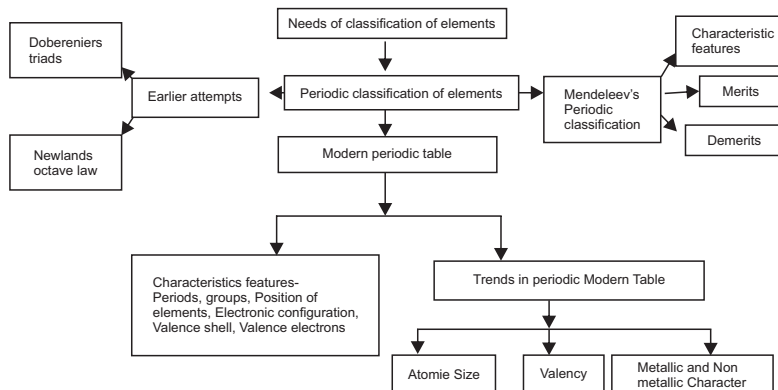 Needs of classification of elements
Dobereniers
triads
Characteristic
features
Earlier attempts
Periodic classification of elements
Mendeleev's
Periodic
classification
Merits
Newlands
octave law
Modern periodic table
Demerits
Characteristics features-
Periods, groups, Position of
elements, Electronic configuration,
Valence shell, Valence electrons
Trends in periodic Modern Table
Atomie Size
Valency
Metallic and Non
metallic Character